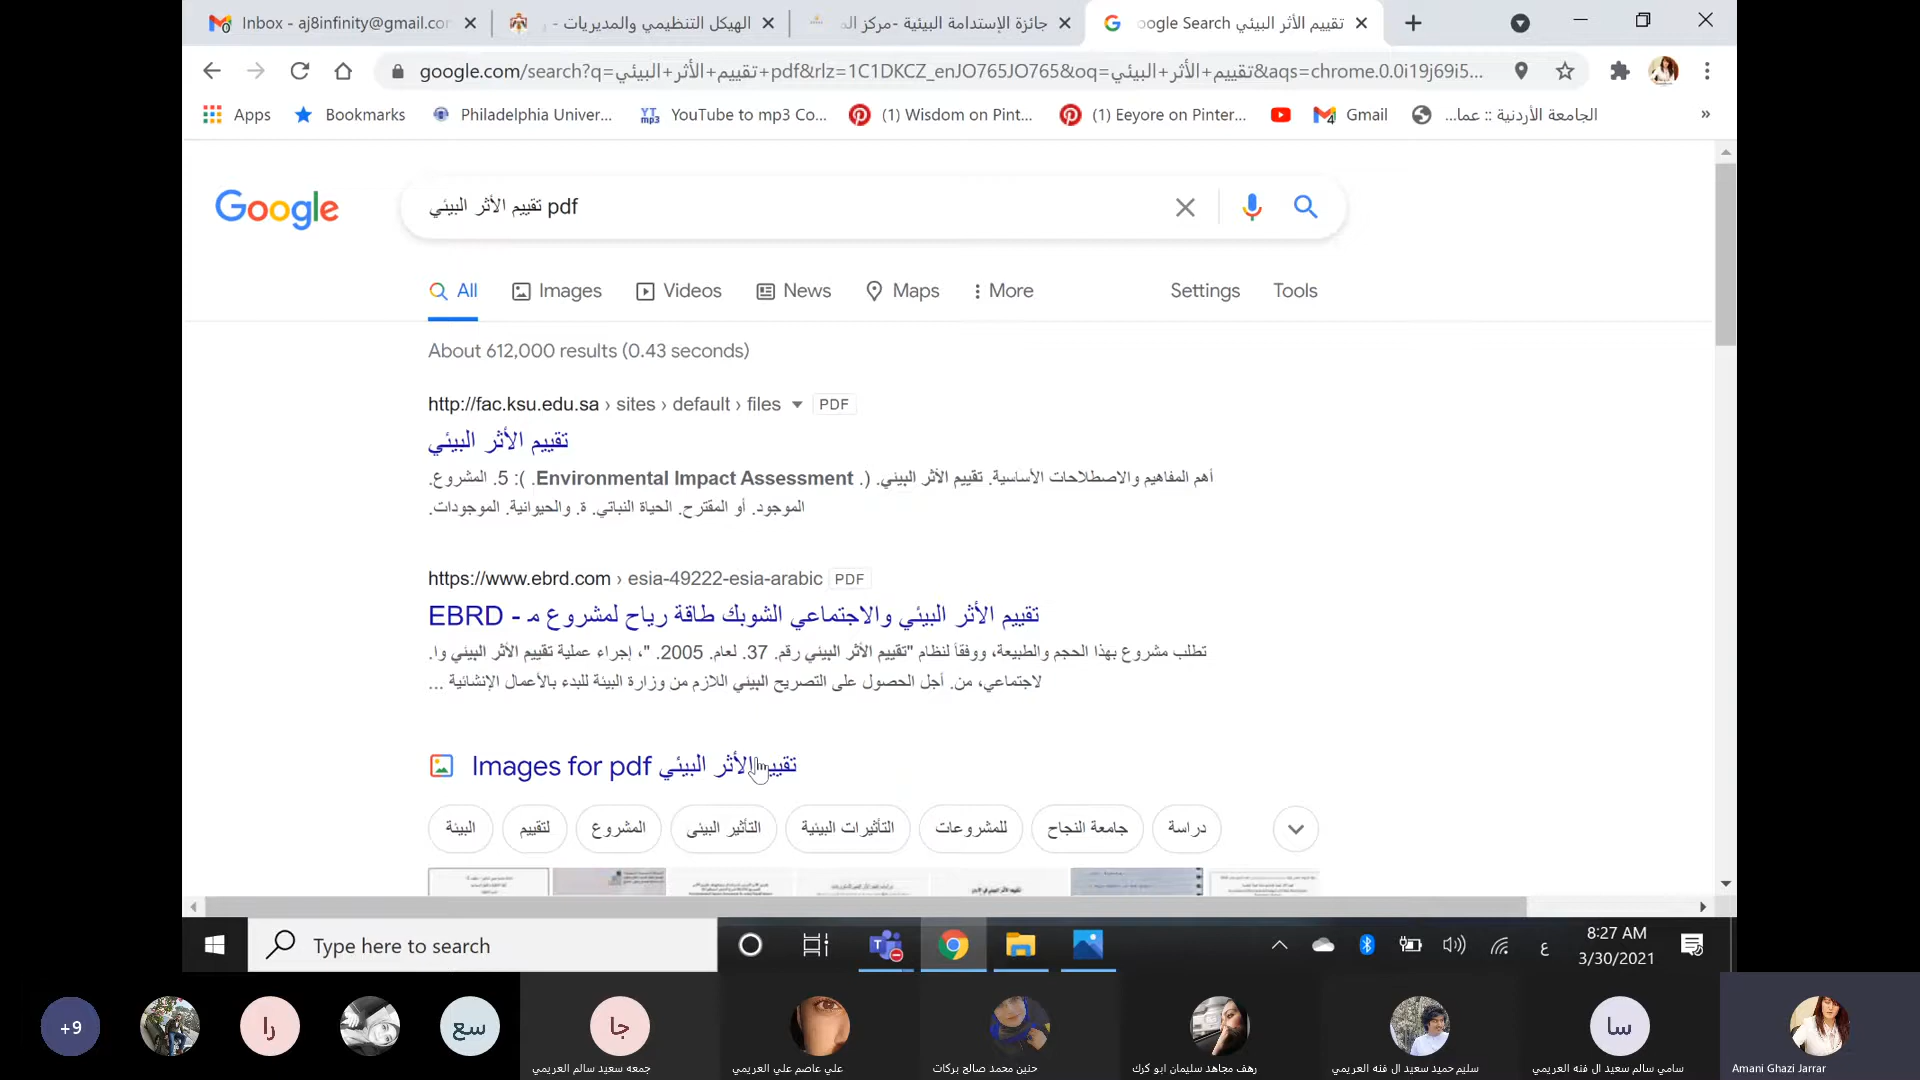 Inbox - aj8infinity@gmail.com
الهيكل التنظيمي والمديريات -
جائزة الإستدامة البيئية -مركز الم
تقييم الأثر البيئي oogle Search
google.com/search?q=تقييم+الأثر+البيئي+pdf&rlz=1C1DKCZ_enJO765JO765&oq=تقييم+الأثر+البيئي&aqs=chrome.0.0i19j69i5...
Apps
Bookmarks
Philadelphia Univer...
YouTube to mp3 Co...
(1) Wisdom on Pint...
(1) Eeyore on Pinter...
Gmail
الجامعة الأردنية :: عما...
»
Google
تقييم الأثر البيئي pdf
All
Images
Videos
News
Maps
More
Settings
Tools
About 612,000 results (0.43 seconds)
http://fac.ksu.edu.sa › sites › default › files PDF
تقييم الأثر البيئي
أهم المفاهيم والاصطلاحات الأساسية. تقييم الأثر البيئي. (. Environmental Impact Assessment. ): 5. المشروع.
الموجود. أو المقترح. الحياة النباتي. ة. والحيوانية. الموجودات.
https://www.ebrd.com › esia-49222-esia-arabic PDF
تقييم الأثر البيئي والاجتماعي الشوبك طاقة رياح لمشروع مـ - EBRD
تطلب مشروع بهذا الحجم والطبيعة، ووفقاً لنظام "تقييم الأثر البيئي رقم. 37. لعام. 2005. "، إجراء عملية تقييم الأثر البيئي وا.
لاجتماعي، من. أجل الحصول على التصريح البيئي اللازم من وزارة البيئة للبدء بالأعمال الإنشائية ...
Images for pdf تقييم الأثر البيئي
البيئة
لتقييم
المشروع
التأثير البيئى
التأثيرات البيئية
للمشروعات
جامعة النجاح
دراسة
Type here to search
ع
8:27 AM
3/30/2021
+9
را
سع
جا
سا
جمعه سعيد سالم العريمي
علي عاصم علي العريمي
حنين محمد صالح بركات
رهف مجاهد سليمان ابو كرك
سليم حميد سعيد ال فنه العريمي
سامي سالم سعيد ال فنه العريمي
Amani Ghazi Jarrar